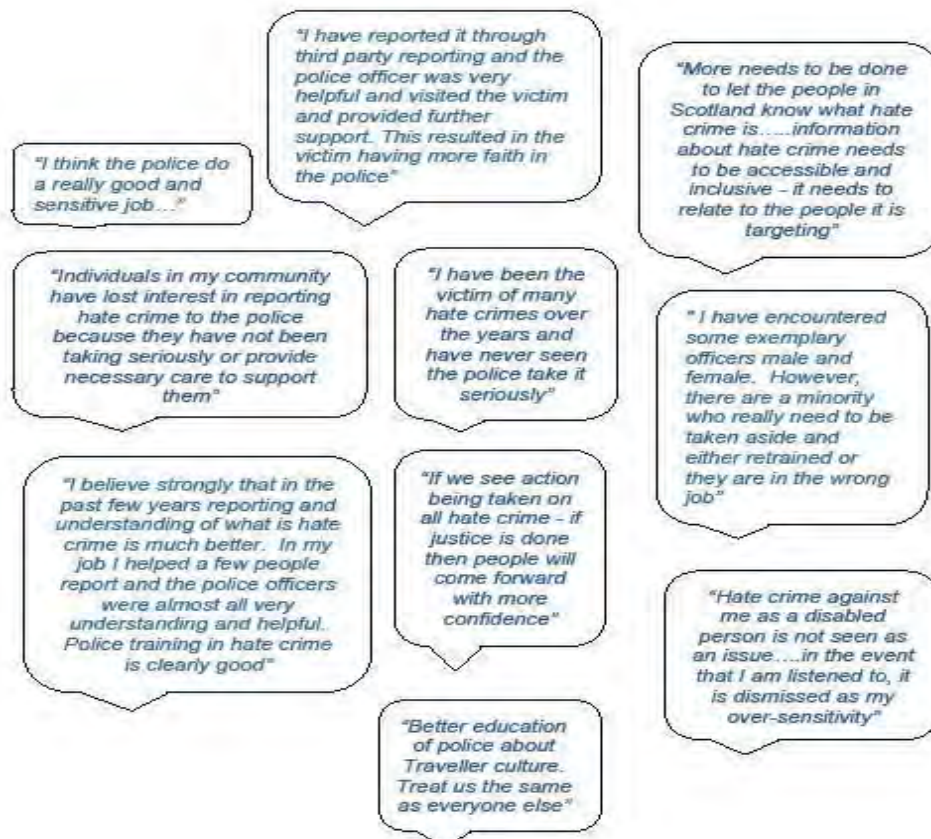 "I have reported it through
third party reporting and the
police officer was very
helpful and visited the victim
and provided further
support. This resulted in the
victim having more faith in
the police"
"More needs to be done
to let the people in
Scotland know what hate
crime is.....information
about hate crime needs
to be accessible and
inclusive - it needs to
relate to the people it is
targeting"
"I think the police do
a really good and
sensitive job..."
"Individuals in my community
have lost interest in reporting
hate crime to the police
because they have not been
taking seriously or provide
necessary care to support
them"
"I have been the
victim of many
hate crimes over
the years and
have never seen
the police take it
seriously"
" I have encountered
some exemplary
officers male and
female. However,
there are a minority
who really need to be
taken aside and
either retrained or
they are in the wrong
job"
"I believe strongly that in the
past few years reporting and
understanding of what is hate
crime is much better. In my
job I helped a few people
report and the police officers
were almost all very
understanding and helpful.
Police training in hate crime
is clearly good"
"If we see action
being taken on
all hate crime - if
justice is done
then people will
come forward
with more
confidence"
"Hate crime against
me as a disabled
person is not seen as
an issue....in the event
that I am listened to, it
is dismissed as my
over-sensitivity"
"Better education
of police about
Traveller culture.
Treat us the same
as everyone else"